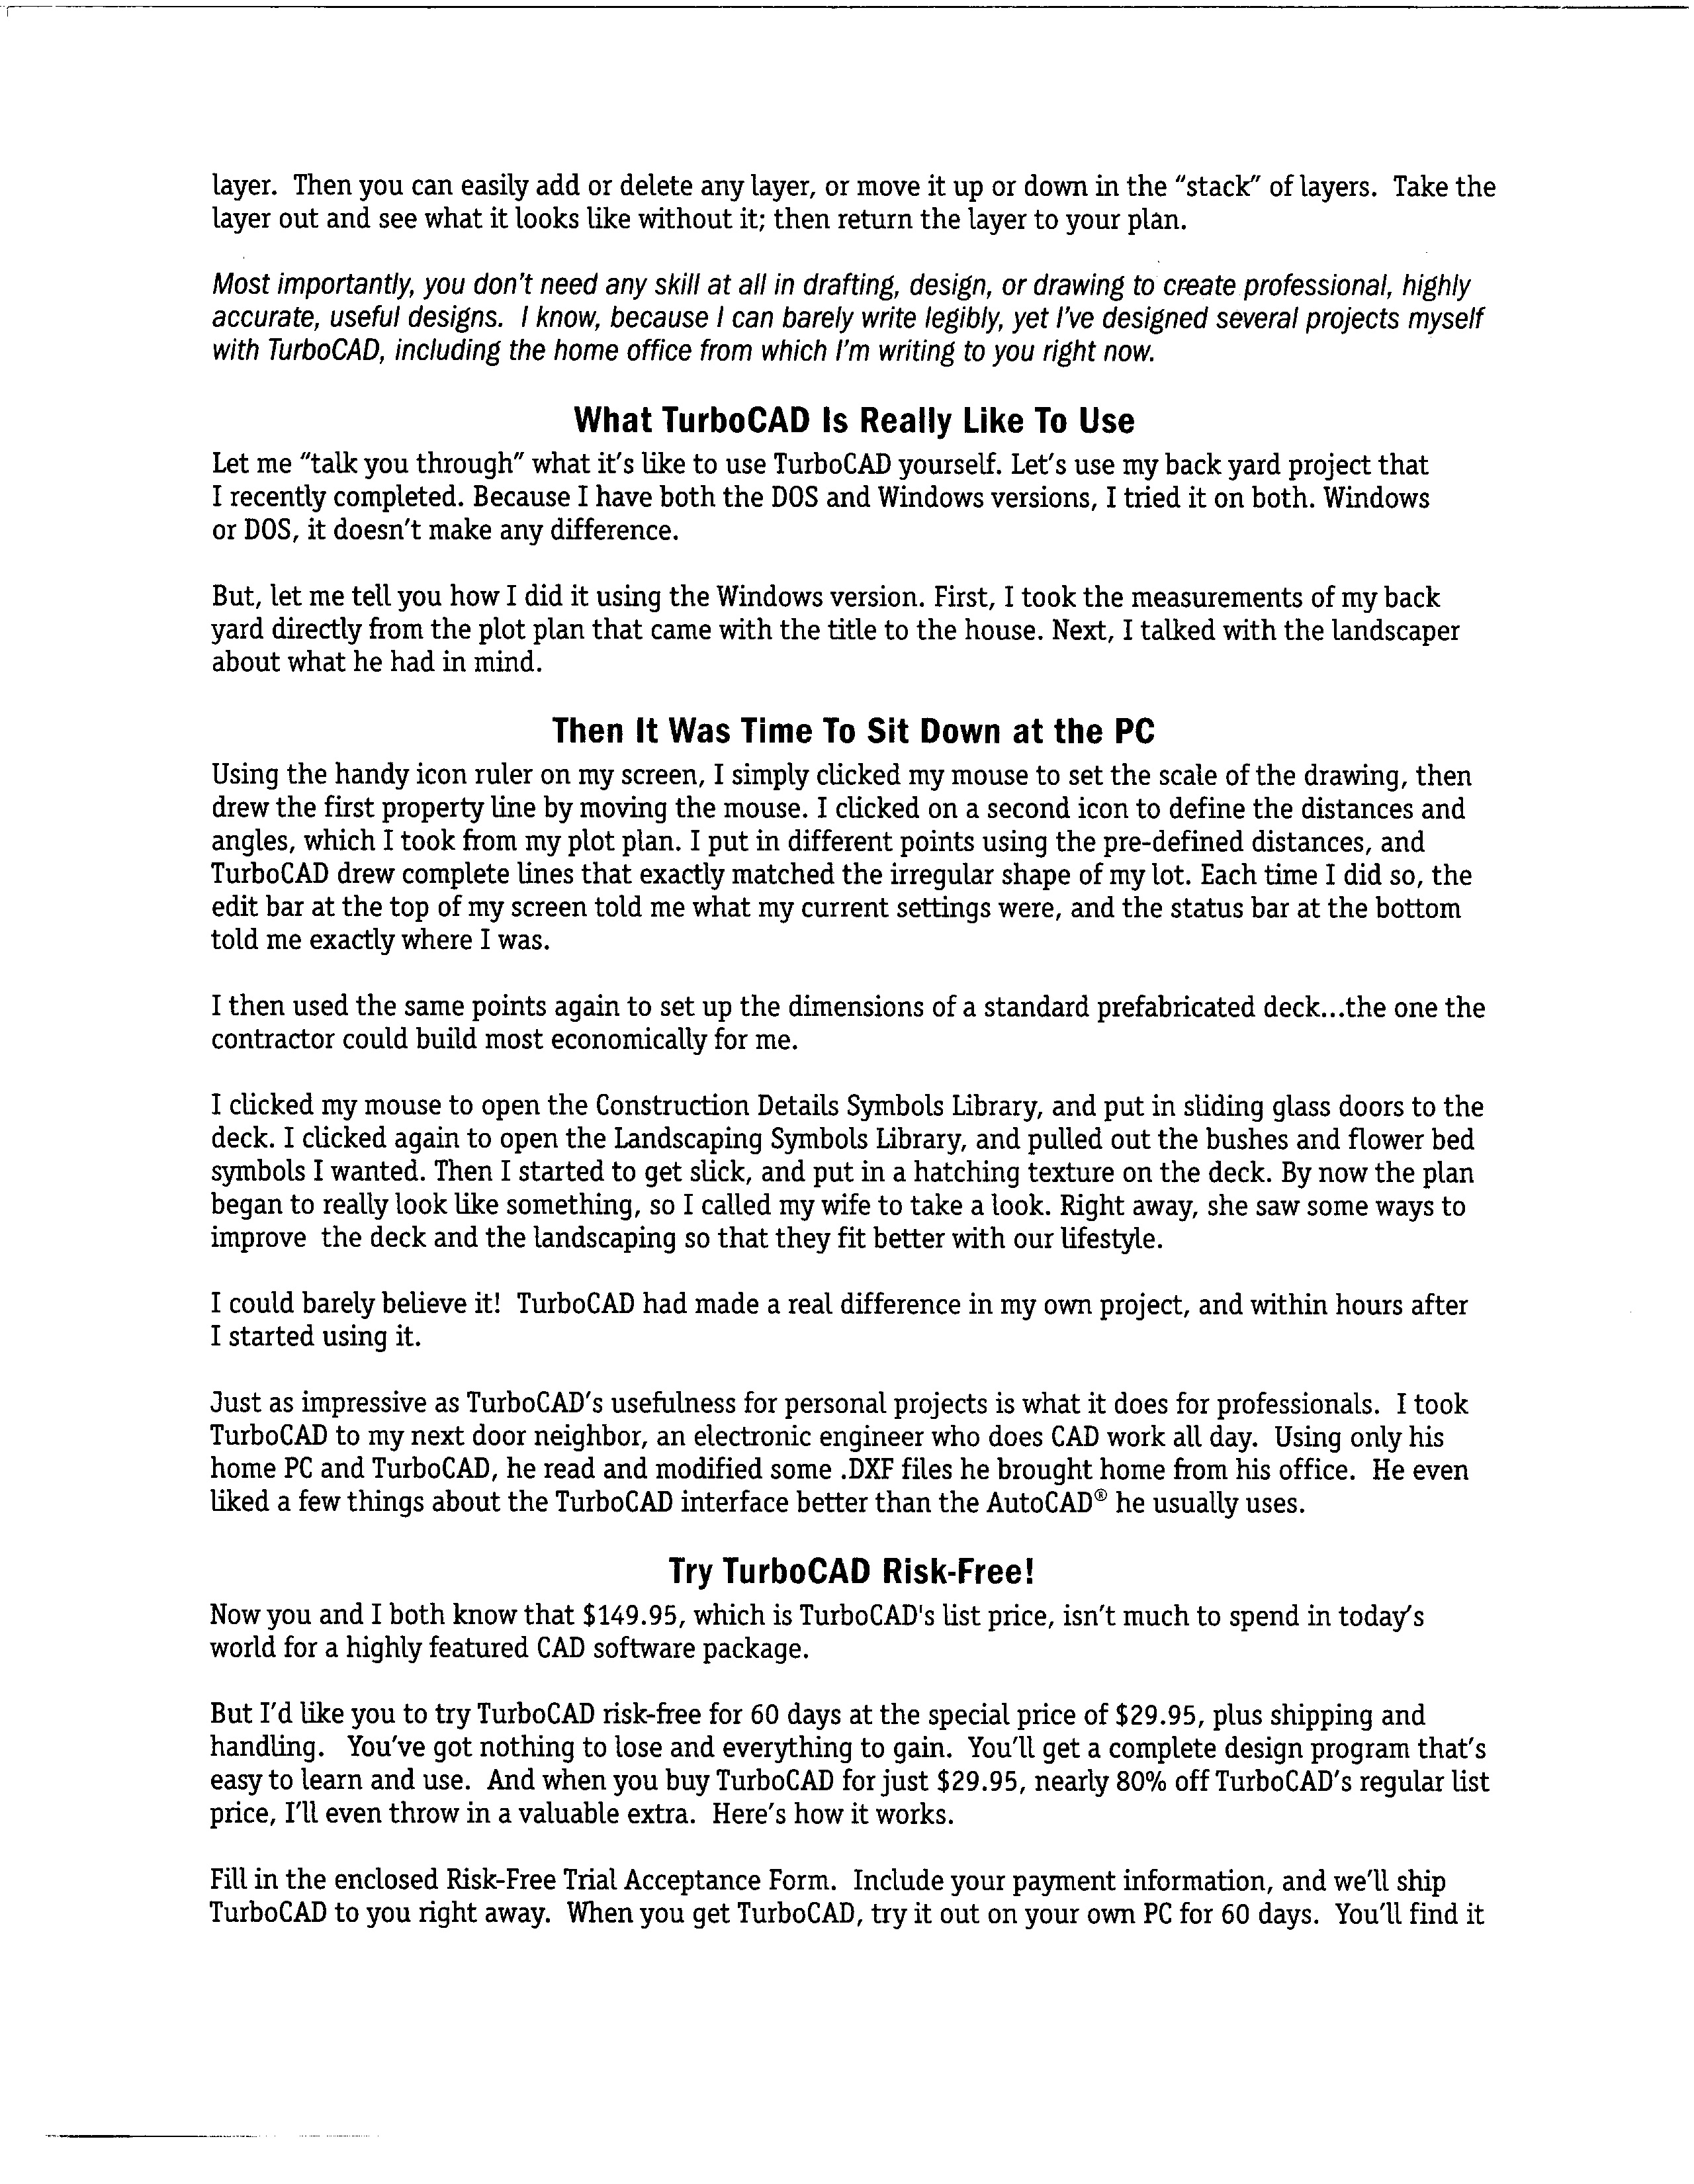 layer.  Then you can easily add or delete any layer, or move it up or down in the “stack” of layers.  Take the
layer out and see what it looks like without it; then return the layer to your plan.
Most importantly, you don't need any skill at all in drafting, design, or drawing to create professional, highly
accurate, useful designs.  I know, because I can barely write legibly, yet I've designed several projects myself
with TurboCAD, including the home office from which I'm writing to you right now.
What TurboCAD Is Really Like To Use
Let me “talk you through” what it's like to use TurboCAD yourself. Let's use my back yard project that
I recently completed. Because I have both the DOS and Windows versions, I tried it on both. Windows
or DOS, it doesn't make any difference.
But, let me tell you how I did it using the Windows version. First, I took the measurements of my back
yard directly from the plot plan that came with the title to the house. Next, I talked with the landscaper
about what he had in mind.
Then It Was Time To Sit Down at the PC
Using the handy icon ruler on my screen, I simply clicked my mouse to set the scale of the drawing, then
drew the first property line by moving the mouse. I clicked on a second icon to define the distances and
angles, which I took from my plot plan. I put in different points using the pre-defined distances, and
TurboCAD drew complete lines that exactly matched the irregular shape of my lot. Each time I did so, the
edit bar at the top of my screen told me what my current settings were, and the status bar at the bottom
told me exactly where I was.
I then used the same points again to set up the dimensions of a standard prefabricated deck...the one the
contractor could build most economically for me.
I clicked my mouse to open the Construction Details Symbols Library, and put in sliding glass doors to the
deck. I clicked again to open the Landscaping Symbols Library, and pulled out the bushes and flower bed
symbols I wanted. Then I started to get slick, and put in a hatching texture on the deck. By now the plan
began to really look like something, so I called my wife to take a look. Right away, she saw some ways to
improve  the deck and the landscaping so that they fit better with our lifestyle.
I could barely believe it!  TurboCAD had made a real difference in my own project, and within hours after
I started using it.
Just as impressive as TurboCAD's usefulness for personal projects is what it does for professionals.  I took
TurboCAD to my next door neighbor, an electronic engineer who does CAD work all day.  Using only his
home PC and TurboCAD, he read and modified some .DXF files he brought home from his office.  He even
liked a few things about the TurboCAD interface better than the AutoCAD® he usually uses.
Try TurboCAD Risk-Free!
Now you and I both know that $149.95, which is TurboCAD's list price, isn't much to spend in today's
world for a highly featured CAD software package.
But I'd like you to try TurboCAD risk-free for 60 days at the special price of $29.95, plus shipping and
handling.   You've got nothing to lose and everything to gain.  You'll get a complete design program that's
easy to learn and use.  And when you buy TurboCAD for just $29.95, nearly 80% off TurboCAD's regular list
price, I'll even throw in a valuable extra.  Here's how it works.
Fill in the enclosed Risk-Free Trial Acceptance Form.  Include your payment information, and we'll ship
TurboCAD to you right away.  When you get TurboCAD, try it out on your own PC for 60 days.  You'll find it